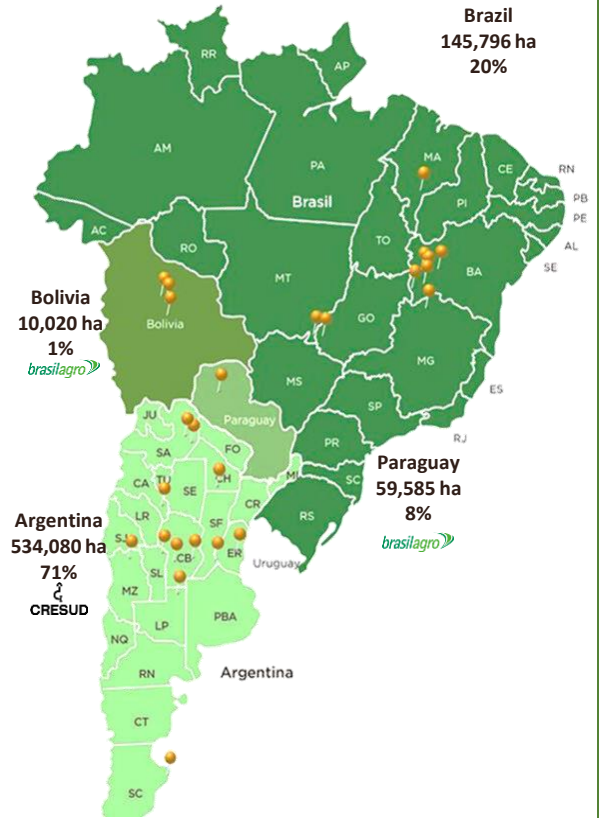 Brazil
145,796 ha
20%
RR
AP
AM
PA
MA
CE
RN
Brasil
PI
PB
PE
AC
RO
TO
AL
MT
BA
SE
Bolivia
10,020 ha
1%
brasilagro
Bolivia
GO
MG
MS
ES
SP
JU
Paraguay
RJ
PR
SA
FO
Paraguay
59,585 ha
8%
brasilagro
CA
TU
SE
CH
MI
SC
CR
LR
SF
RS
Argentina
534,080 ha
71%
CRESUD
SJ
CB
ER
Uruguay
SL
MZ
LP
PBA
NQ
RN
Argentina
CT
SC